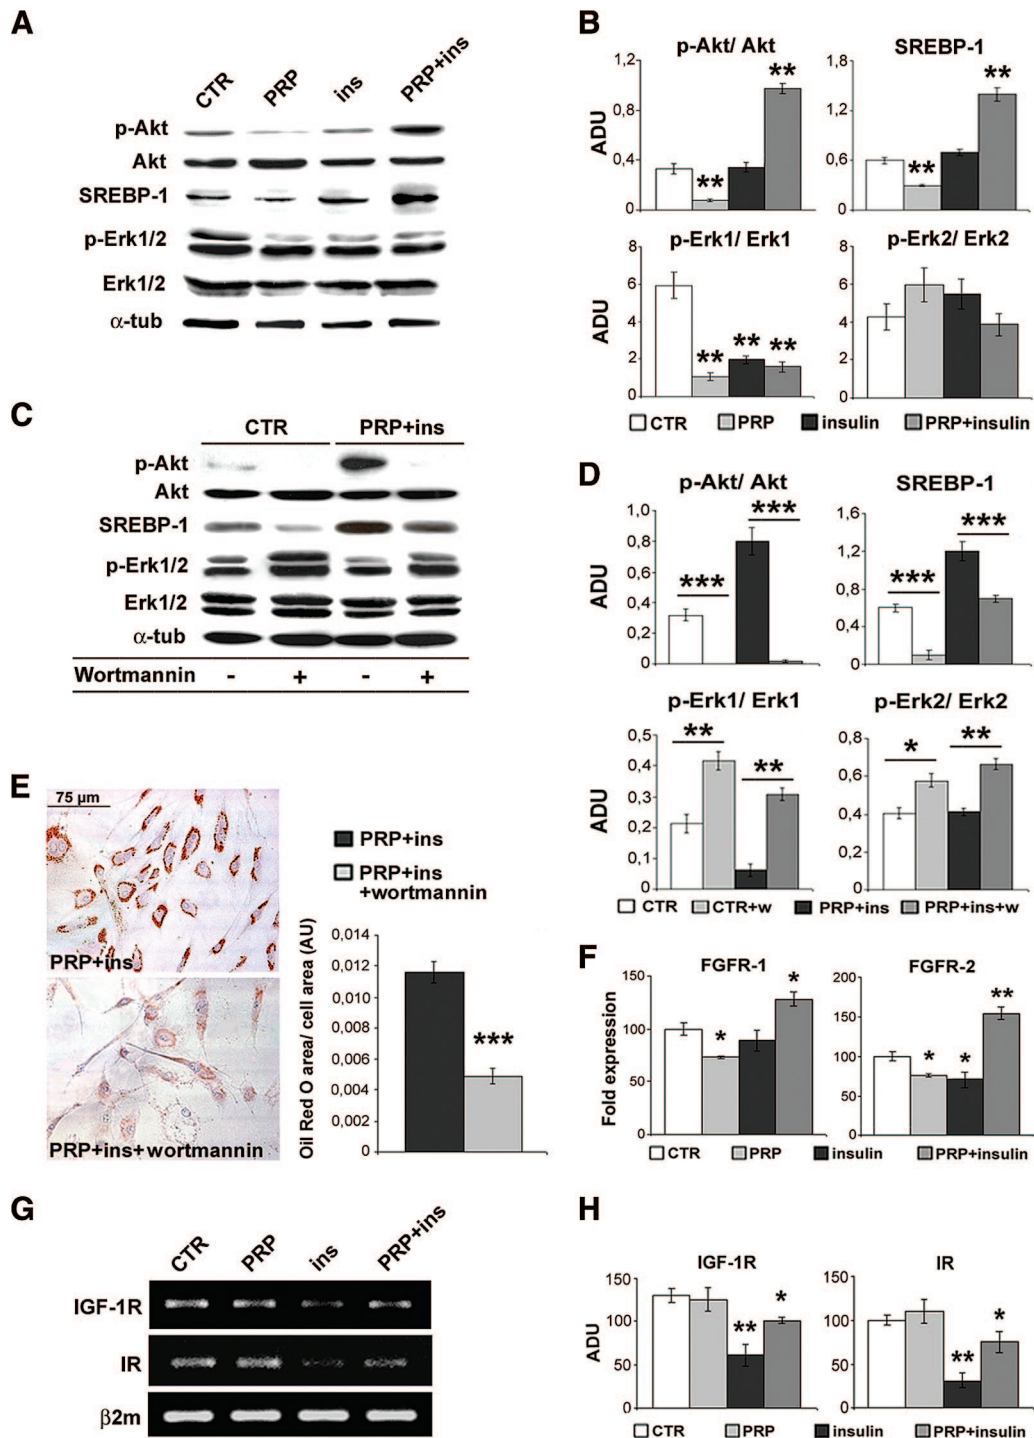 A
CTR PRP ins PRP+ins
p-Akt
Akt
SREBP-1
p-Erk1/2
Erk1/2
α-tub
B
p-Akt/ Akt
ADU
1,2
0,8
0,4
0
**
**
SREBP-1
1,8
1,2
0,6
0
**
**
p-Erk1/ Erk1
ADU
8
6
4
2
0
**
**
**
p-Erk2/ Erk2
8
6
4
2
0
CTR PRP insulin PRP+insulin
C
CTR PRP+ins
p-Akt
Akt
SREBP-1
p-Erk1/2
Erk1/2
α-tub
Wortmannin - + - +
D
p-Akt/ Akt
ADU
1,0
0,8
0,6
0,4
0,2
0
***
***
SREBP-1
1,6
1,2
0,8
0,4
0
***
***
p-Erk1/ Erk1
ADU
0,5
0,4
0,3
0,2
0,1
0
**
**
p-Erk2/ Erk2
0,8
0,6
0,4
0,2
0
*
**
CTR CTR+w PRP+ins PRP+ins+w
E
75 µm
PRP+ins
PRP+ins+wortmannin
PRP+ins
PRP+ins
+wortmannin
Oil Red O area/ cell area (AU)
0,014
0,012
0,010
0,008
0,006
0,004
0,002
0
***
F
FGFR-1
Fold expression
150
100
50
0
*
*
FGFR-2
200
150
100
50
0
*
*
**
CTR PRP insulin PRP+insulin
G
CTR PRP ins PRP+ins
IGF-1R
IR
β2m
H
IGF-1R
ADU
150
100
50
0
**
*
IR
150
100
50
0
**
*
CTR PRP insulin PRP+insulin